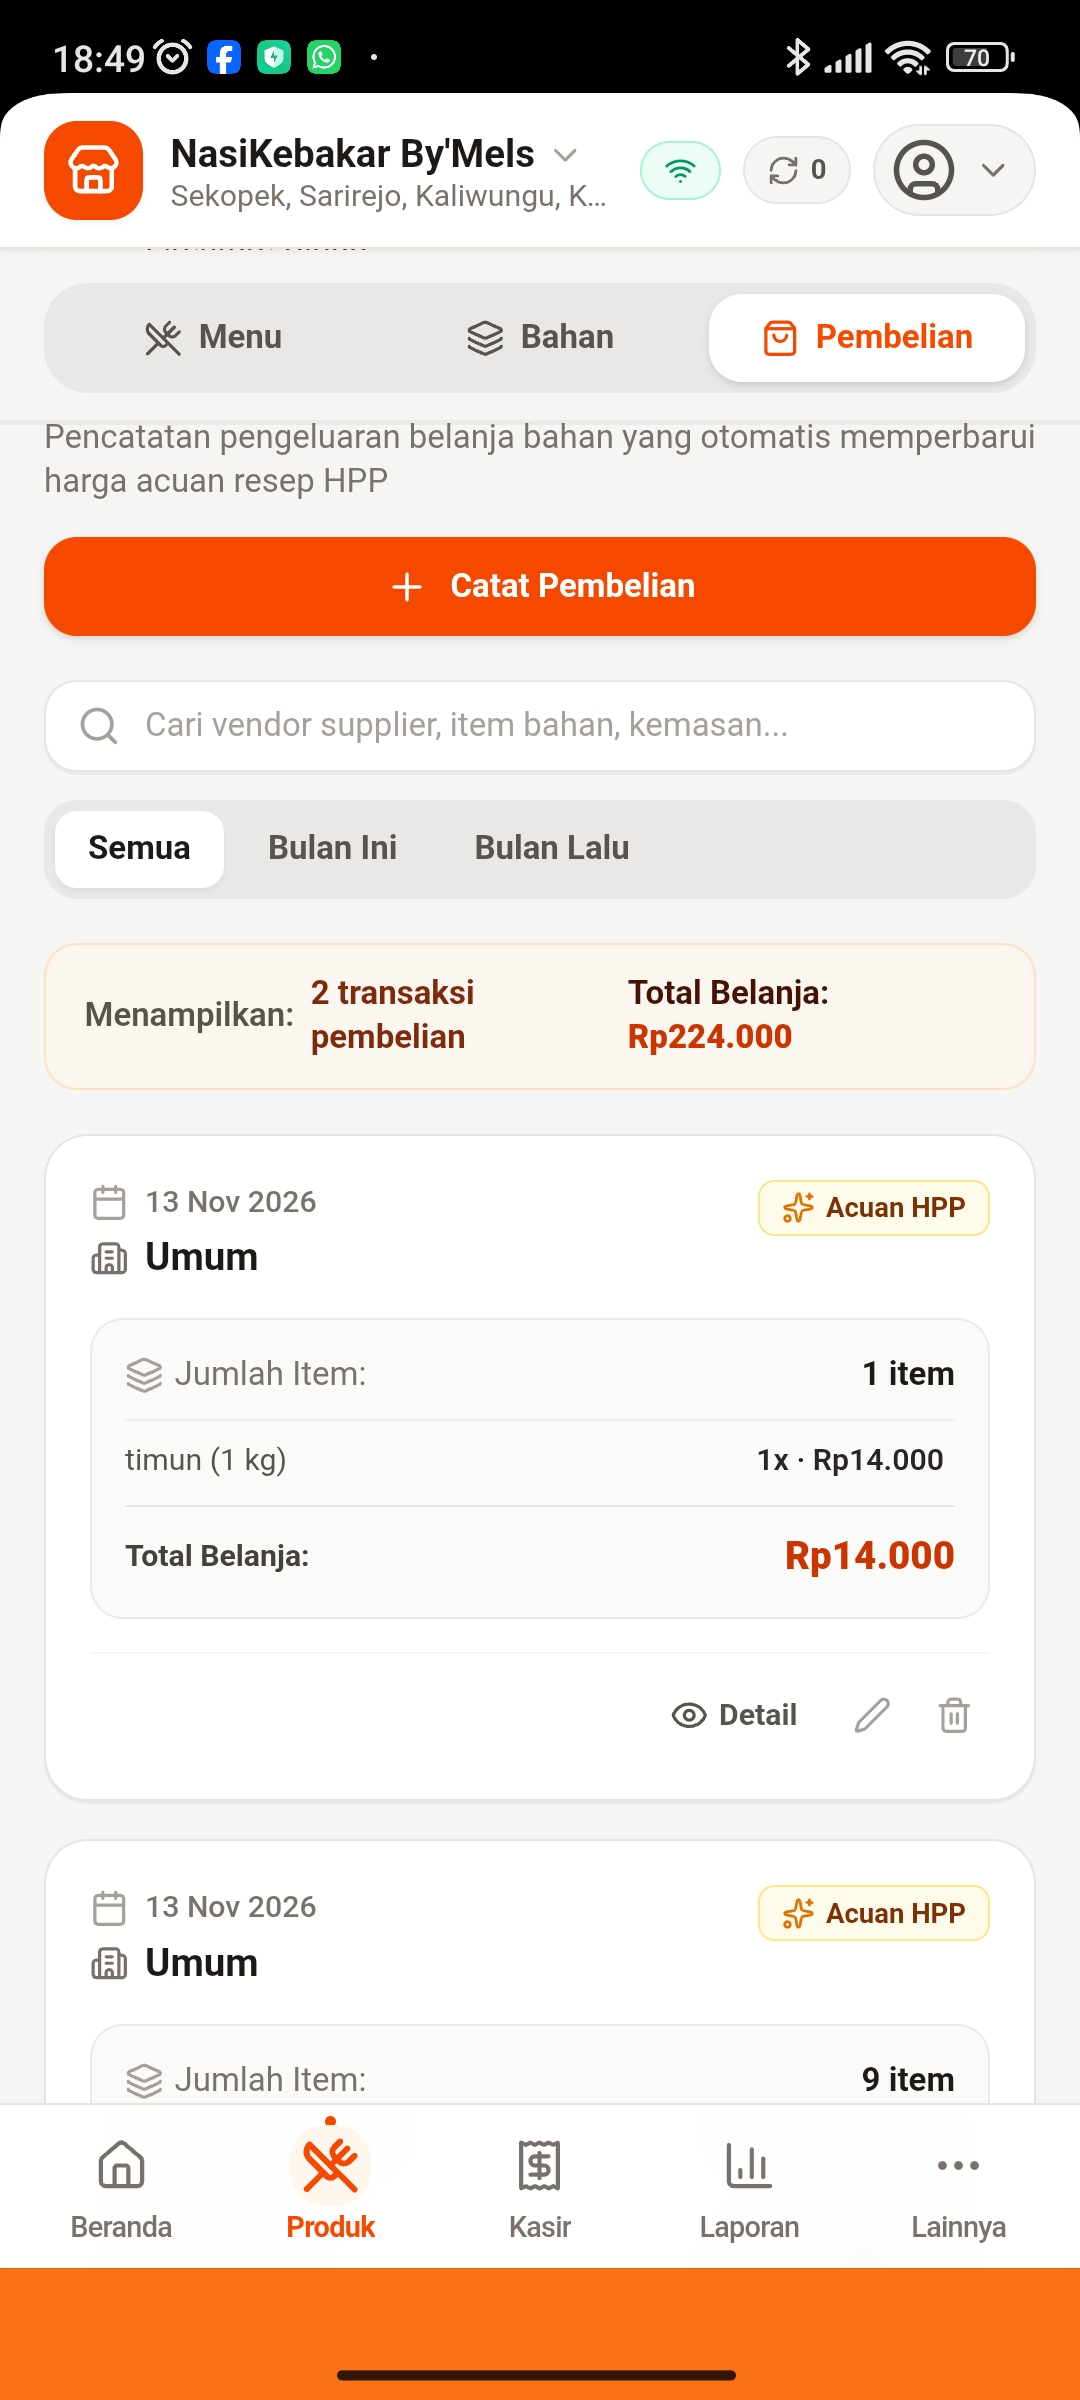 18:49
70
NasiKebakar By'Mels
Sekopek, Sarirejo, Kaliwungu, K...
0
Menu
Bahan
Pembelian
Pencatatan pengeluaran belanja bahan yang otomatis memperbarui
harga acuan resep HPP
Catat Pembelian
Cari vendor supplier, item bahan, kemasan...
Semua
Bulan Ini
Bulan Lalu
Menampilkan:
2 transaksi
pembelian
Total Belanja:
Rp224.000
13 Nov 2026
Acuan HPP
Umum
Jumlah Item:
1 item
timun (1 kg)
1x · Rp14.000
Total Belanja:
Rp14.000
Detail
13 Nov 2026
Acuan HPP
Umum
Jumlah Item:
9 item
Beranda
Produk
Kasir
Laporan
Lainnya